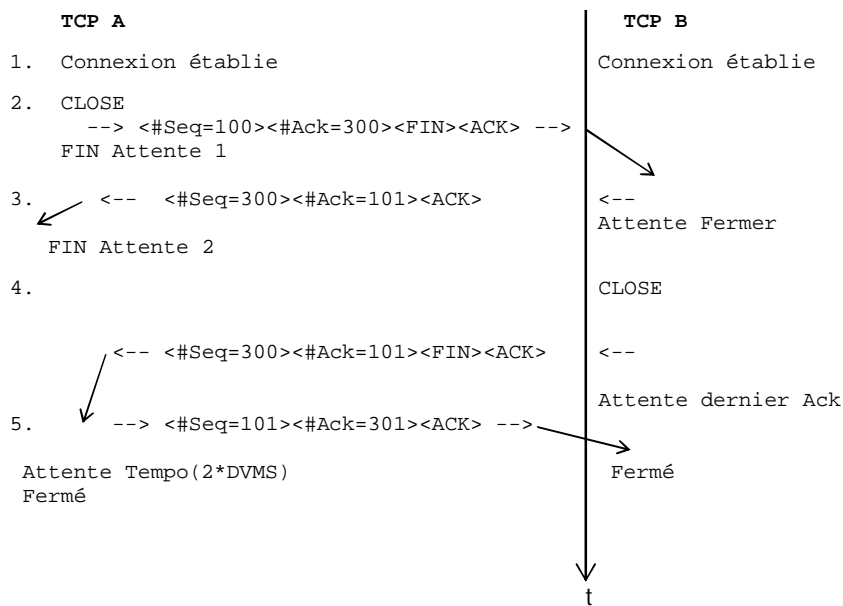 TCP A TCP B
1. Connexion établie Connexion établie
2. CLOSE
--> <#Seq=100><#Ack=300><FIN><ACK> -->
FIN Attente 1
3. <-- <#Seq=300><#Ack=101><ACK> <--
Attente Fermer
FIN Attente 2
4. CLOSE
<-- <#Seq=300><#Ack=101><FIN><ACK> <--
Attente dernier Ack
5. --> <#Seq=101><#Ack=301><ACK> -->
Attente Tempo(2*DVMS) Fermé
Fermé
t